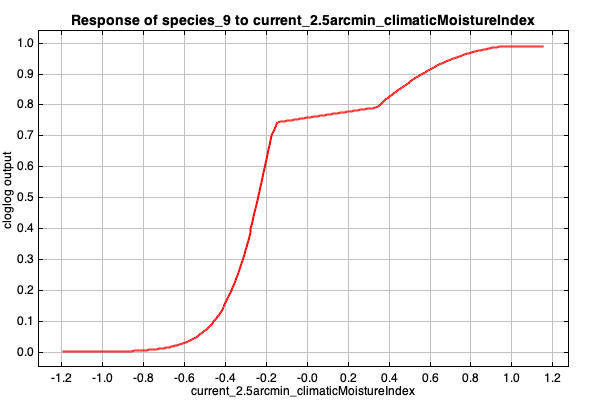 Response of species_9 to current_2.5arcmin_climaticMoistureIndex
1.0
0.9
0.8
0.7
0.6
0.5
0.4
0.3
0.2
0.1
0.0
cloglog output
-1.2 -1.0 -0.8 -0.6 -0.4 -0.2 -0.0 0.2 0.4 0.6 0.8 1.0 1.2
current_2.5arcmin_climaticMoistureIndex